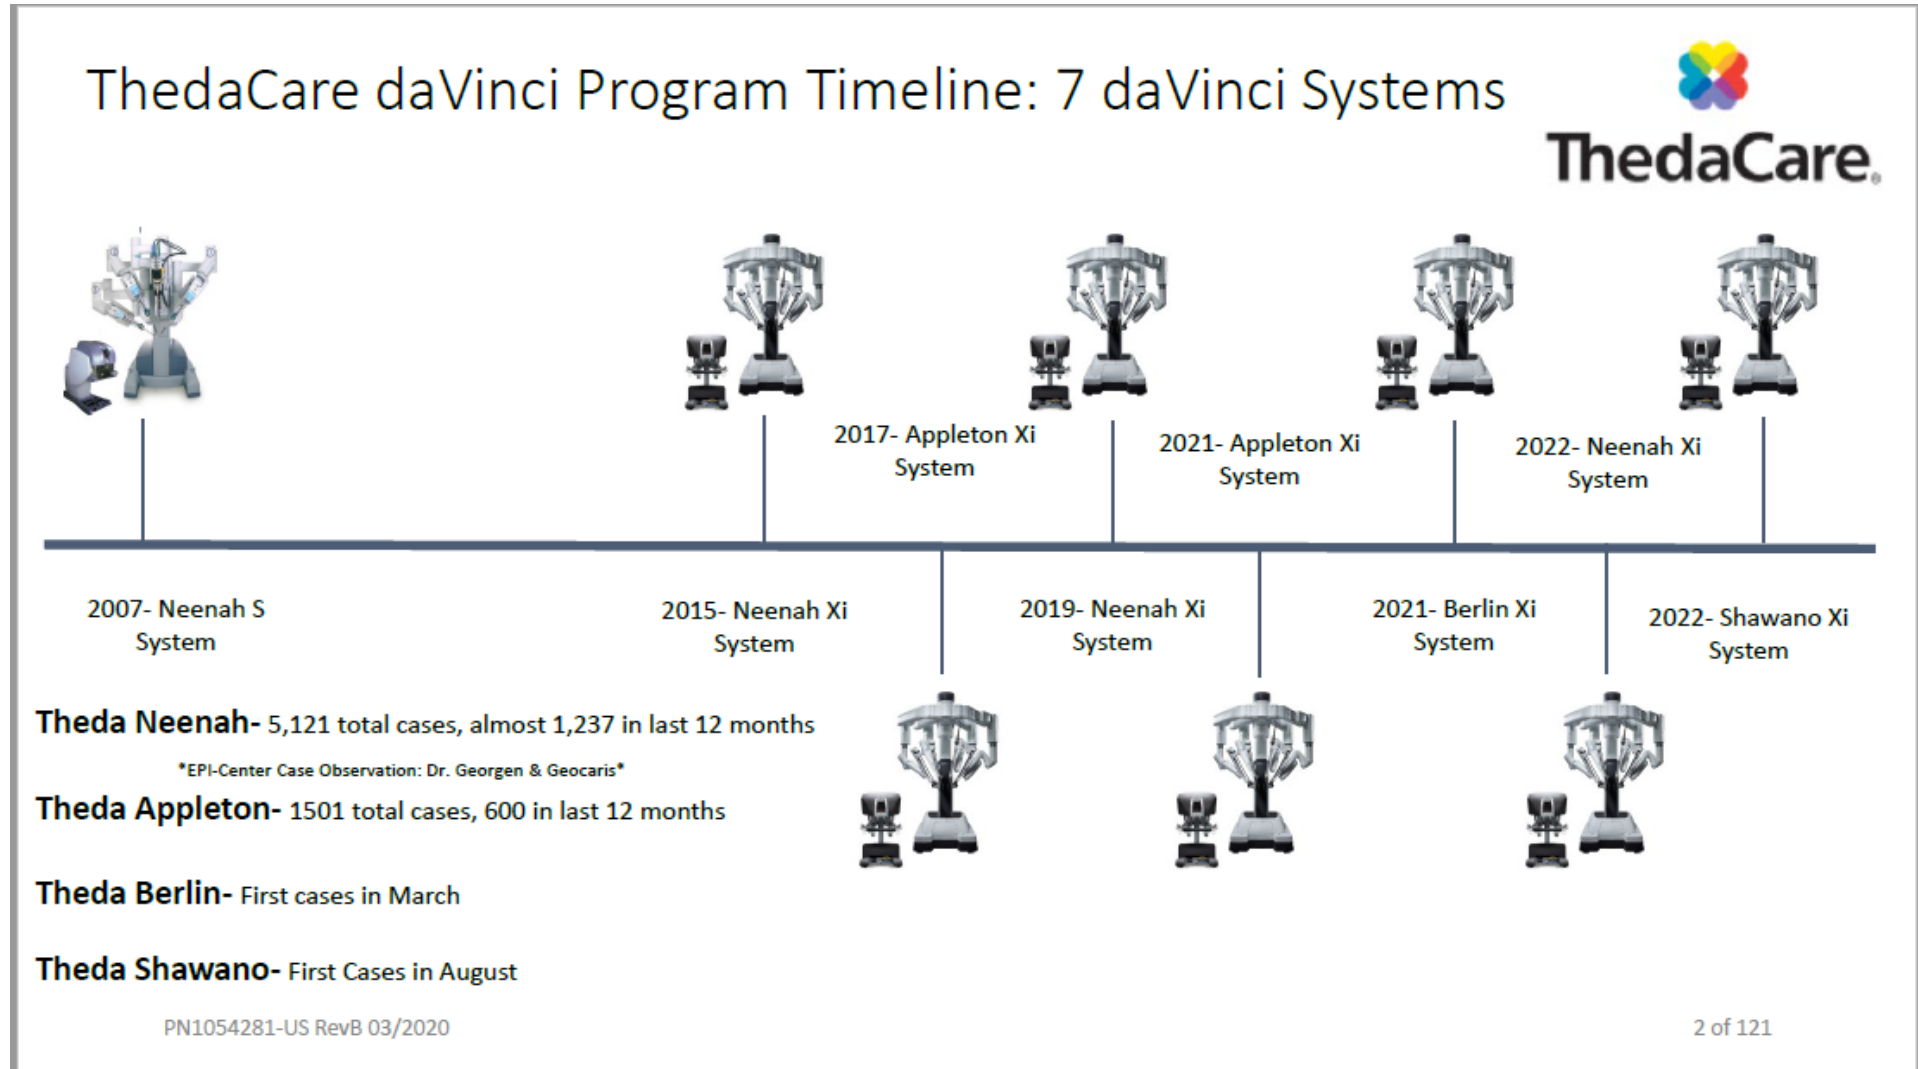 ThedaCare daVinci Program Timeline: 7 daVinci Systems
ThedaCare®
2017- Appleton Xi
System
2021- Appleton Xi
System
2022- Neenah Xi
System
2007- Neenah S
System
2015- Neenah Xi
System
2019- Neenah Xi
System
2021- Berlin Xi
System
2022- Shawano Xi
System
Theda Neenah- 5,121 total cases, almost 1,237 in last 12 months
*EPI-Center Case Observation: Dr. Georgen & Geocaris*
Theda Appleton- 1501 total cases, 600 in last 12 months
Theda Berlin- First cases in March
Theda Shawano- First Cases in August
PN1054281-US RevB 03/2020
2 of 121